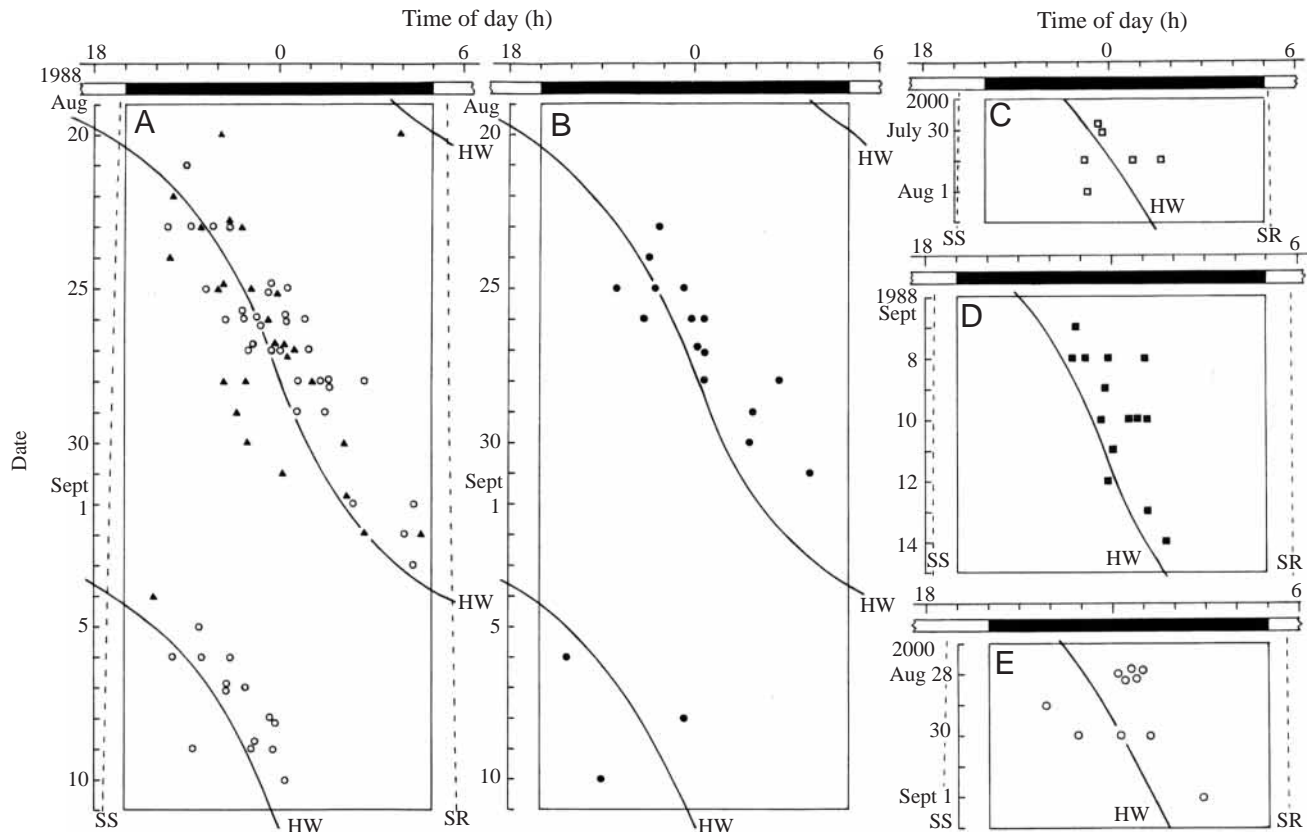 Time of day (h)
18 0 6
1988
Aug
A
20
HW
25
Date
30
Sept
1
HW
5
10
SS HW SR
18 0 6
B
20
HW
25
30
Sept
1
HW
5
10
HW
Time of day (h)
18 0 6
2000
C
July 30
Aug 1
HW
SS SR
18 6
1988
Sept
D
8
10
12
14
SS HW SR
18 6
2000
E
Aug 28
30
Sept 1
HW
SS SR